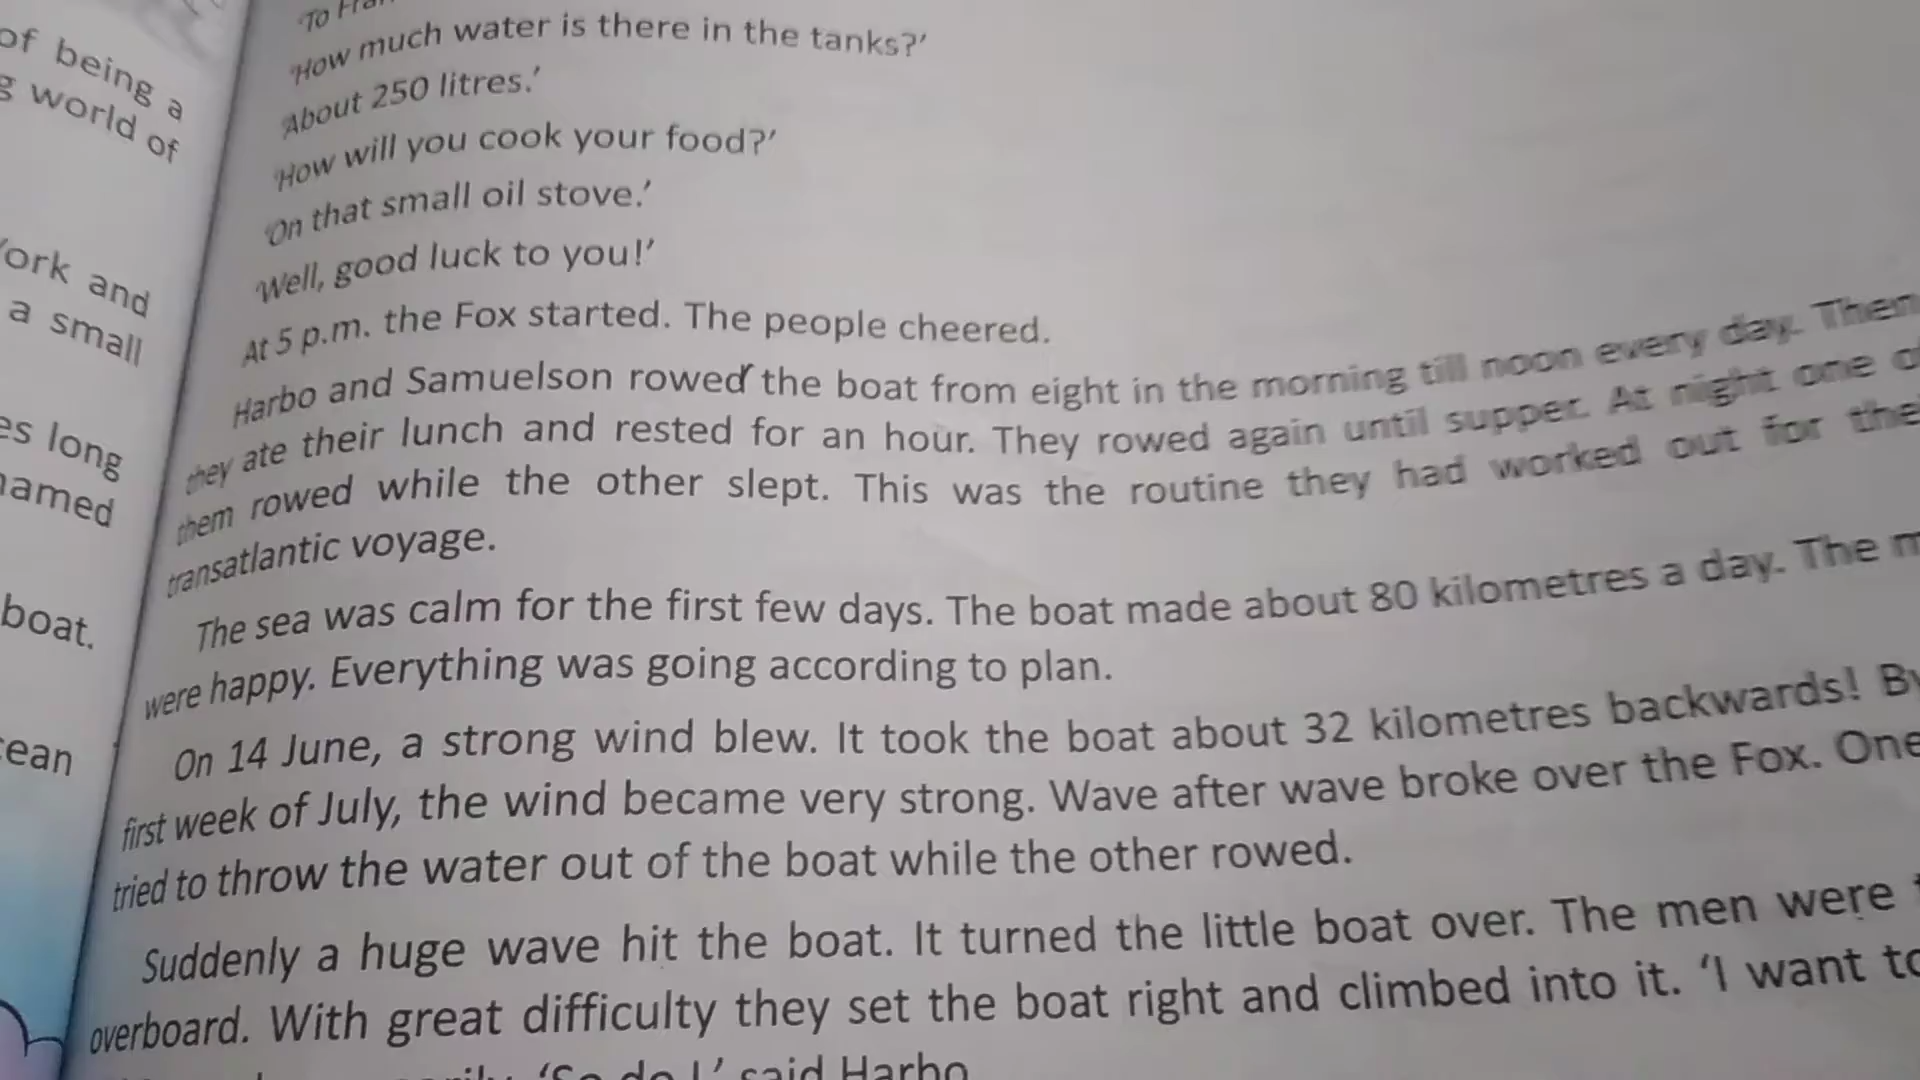 of being a
world of
and
a small
long
boat.
'To
'How much water is there in the tanks?'
'About 250 litres.'
'How will you cook your food?'
'On that small oil stove.'
'Well, good luck to you!'
At 5 p.m. the Fox started. The people cheered.
Harbo and Samuelson rowed the boat from eight in the morning till noon every day. Then
they ate their lunch and rested for an hour. They rowed again until supper. At night one
them rowed while the other slept. This was the routine they had worked out for
transatlantic voyage.
The sea was calm for the first few days. The boat made about 80 kilometres a day. The
were happy. Everything was going according to plan.
On 14 June, a strong wind blew. It took the boat about 32 kilometres backwards! By
first week of July, the wind became very strong. Wave after wave broke over the Fox. One
tried to throw the water out of the boat while the other rowed.
Suddenly a huge wave hit the boat. It turned the little boat over. The men were
overboard. With great difficulty they set the boat right and climbed into it. 'I want to
'So do I,' said Harbo